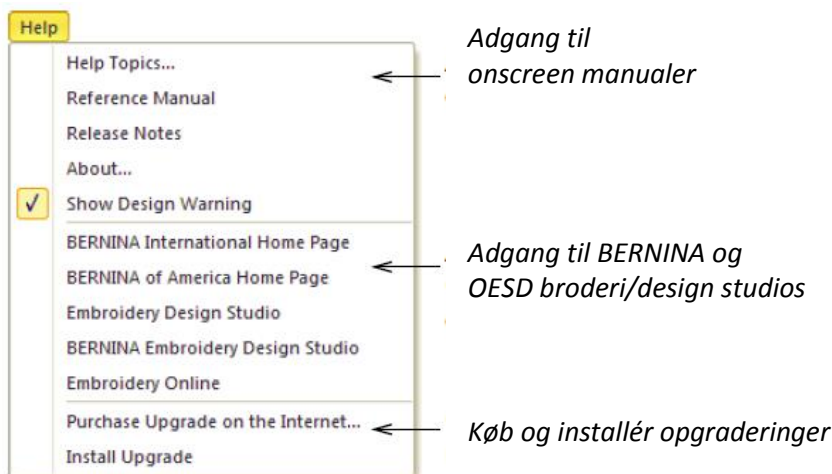 Help
Help Topics...
Reference Manual
Release Notes
About...
Show Design Warning
BERNINA International Home Page
BERNINA of America Home Page
Embroidery Design Studio
BERNINA Embroidery Design Studio
Embroidery Online
Purchase Upgrade on the Internet...
Install Upgrade
Adgang til
onscreen manualer
Adgang til BERNINA og
OESD broderi/design studios
Køb og installér opgraderinger